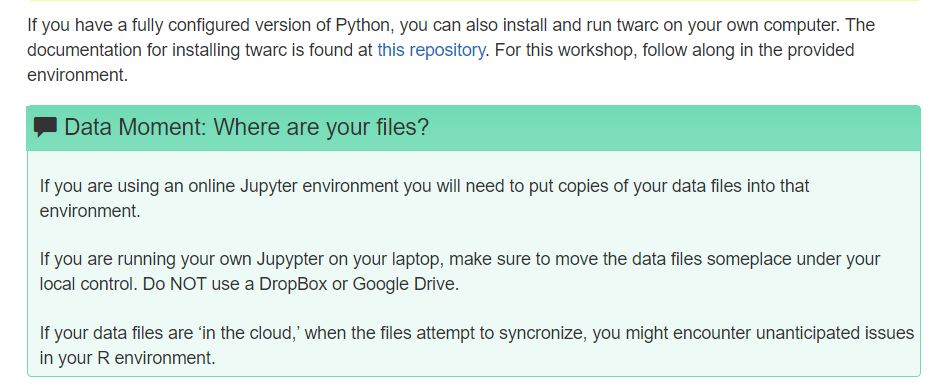 If you have a fully configured version of Python, you can also install and run twarc on your own computer. The
documentation for installing twarc is found at this repository. For this workshop, follow along in the provided
environment.
Data Moment: Where are your files?
If you are using an online Jupyter environment you will need to put copies of your data files into that
environment.
If you are running your own Jupypter on your laptop, make sure to move the data files someplace under your
local control. Do NOT use a DropBox or Google Drive.
If your data files are ‘in the cloud,’ when the files attempt to syncronize, you might encounter unanticipated issues
in your R environment.